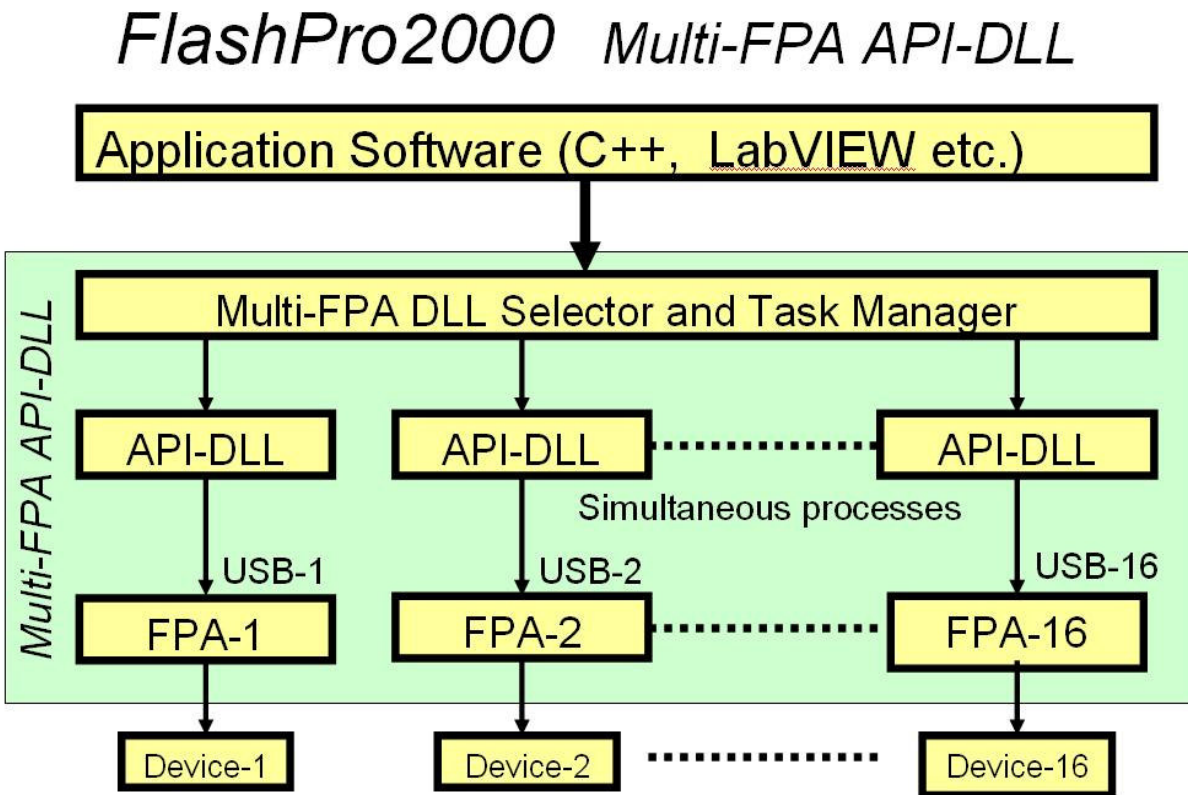 FlashPro2000 Multi-FPA API-DLL
Application Software (C++, LabVIEW etc.)
Multi-FPA API-DLL
Multi-FPA DLL Selector and Task Manager
API-DLL API-DLL API-DLL
Simultaneous processes
USB-1 USB-2 USB-16
FPA-1 FPA-2 FPA-16
Device-1 Device-2 Device-16